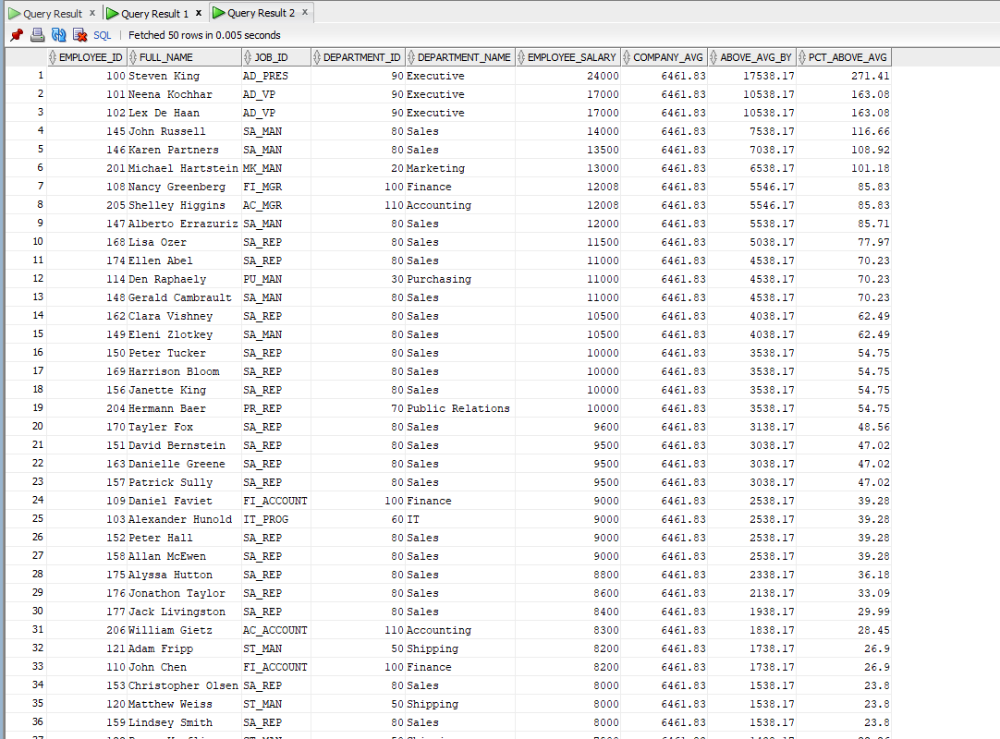 Query Result x Query Result 1 x Query Result 2 x
SQL | Fetched 50 rows in 0.005 seconds
EMPLOYEE_ID FULL_NAME JOB_ID DEPARTMENT_ID DEPARTMENT_NAME EMPLOYEE_SALARY COMPANY_AVG ABOVE_AVG_BY PCT_ABOVE_AVG
1 100 Steven King AD_PRES 90 Executive 24000 6461.83 17538.17 271.41
2 101 Neena Kochhar AD_VP 90 Executive 17000 6461.83 10538.17 163.08
3 102 Lex De Haan AD_VP 90 Executive 17000 6461.83 10538.17 163.08
4 145 John Russell SA_MAN 80 Sales 14000 6461.83 7538.17 116.66
5 146 Karen Partners SA_MAN 80 Sales 13500 6461.83 7038.17 108.92
6 201 Michael Hartstein MK_MAN 20 Marketing 13000 6461.83 6538.17 101.18
7 108 Nancy Greenberg FI_MGR 100 Finance 12008 6461.83 5546.17 85.83
8 205 Shelley Higgins AC_MGR 110 Accounting 12008 6461.83 5546.17 85.83
9 147 Alberto Errazuriz SA_MAN 80 Sales 12000 6461.83 5538.17 85.71
10 168 Lisa Ozer SA_REP 80 Sales 11500 6461.83 5038.17 77.97
11 174 Ellen Abel SA_REP 80 Sales 11000 6461.83 4538.17 70.23
12 114 Den Raphaely PU_MAN 30 Purchasing 11000 6461.83 4538.17 70.23
13 148 Gerald Cambrault SA_MAN 80 Sales 11000 6461.83 4538.17 70.23
14 162 Clara Vishney SA_REP 80 Sales 10500 6461.83 4038.17 62.49
15 149 Eleni Zlotkey SA_MAN 80 Sales 10500 6461.83 4038.17 62.49
16 150 Peter Tucker SA_REP 80 Sales 10000 6461.83 3538.17 54.75
17 169 Harrison Bloom SA_REP 80 Sales 10000 6461.83 3538.17 54.75
18 156 Janette King SA_REP 80 Sales 10000 6461.83 3538.17 54.75
19 204 Hermann Baer PR_REP 70 Public Relations 10000 6461.83 3538.17 54.75
20 170 Tayler Fox SA_REP 80 Sales 9600 6461.83 3138.17 48.56
21 151 David Bernstein SA_REP 80 Sales 9500 6461.83 3038.17 47.02
22 163 Danielle Greene SA_REP 80 Sales 9500 6461.83 3038.17 47.02
23 157 Patrick Sully SA_REP 80 Sales 9500 6461.83 3038.17 47.02
24 109 Daniel Faviet FI_ACCOUNT 100 Finance 9000 6461.83 2538.17 39.28
25 103 Alexander Hunold IT_PROG 60 IT 9000 6461.83 2538.17 39.28
26 152 Peter Hall SA_REP 80 Sales 9000 6461.83 2538.17 39.28
27 158 Allan McEwen SA_REP 80 Sales 9000 6461.83 2538.17 39.28
28 175 Alyssa Hutton SA_REP 80 Sales 8800 6461.83 2338.17 36.18
29 176 Jonathon Taylor SA_REP 80 Sales 8600 6461.83 2138.17 33.09
30 177 Jack Livingston SA_REP 80 Sales 8400 6461.83 1938.17 29.99
31 206 William Gietz AC_ACCOUNT 110 Accounting 8300 6461.83 1838.17 28.45
32 121 Adam Fripp ST_MAN 50 Shipping 8200 6461.83 1738.17 26.9
33 110 John Chen FI_ACCOUNT 100 Finance 8200 6461.83 1738.17 26.9
34 153 Christopher Olsen SA_REP 80 Sales 8000 6461.83 1538.17 23.8
35 120 Matthew Weiss ST_MAN 50 Shipping 8000 6461.83 1538.17 23.8
36 159 Lindsey Smith SA_REP 80 Sales 8000 6461.83 1538.17 23.8